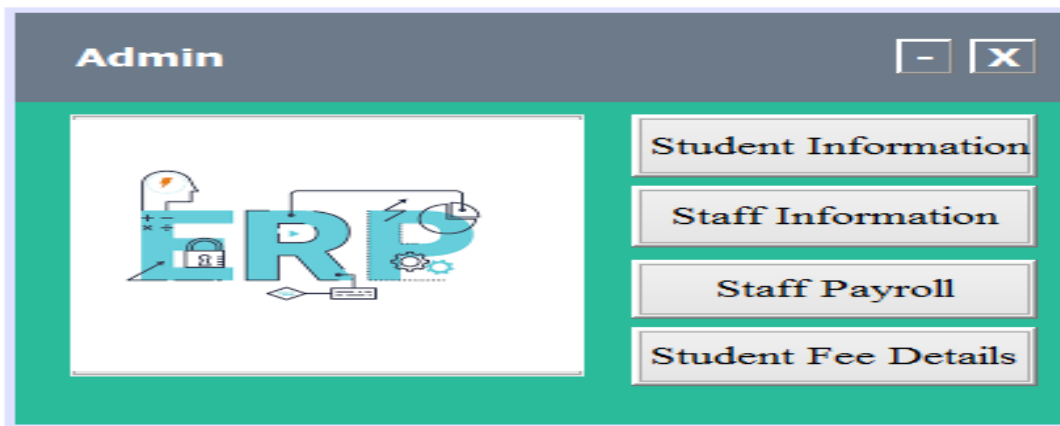 Admin
-
X
ERP
Student Information
Staff Information
Staff Payroll
Student Fee Details